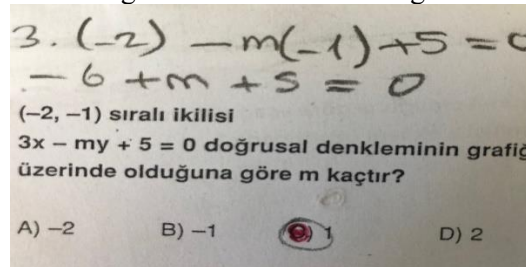 3.(-2) -m(-1)+5 =0
-6+m+5=0
(-2, -1) sıralı ikilisi
3x - my + 5 = 0 doğrusal denkleminin grafiğ
üzerinde olduğuna göre m kaçtır?
A) -2 B) -1 C) 1 D) 2